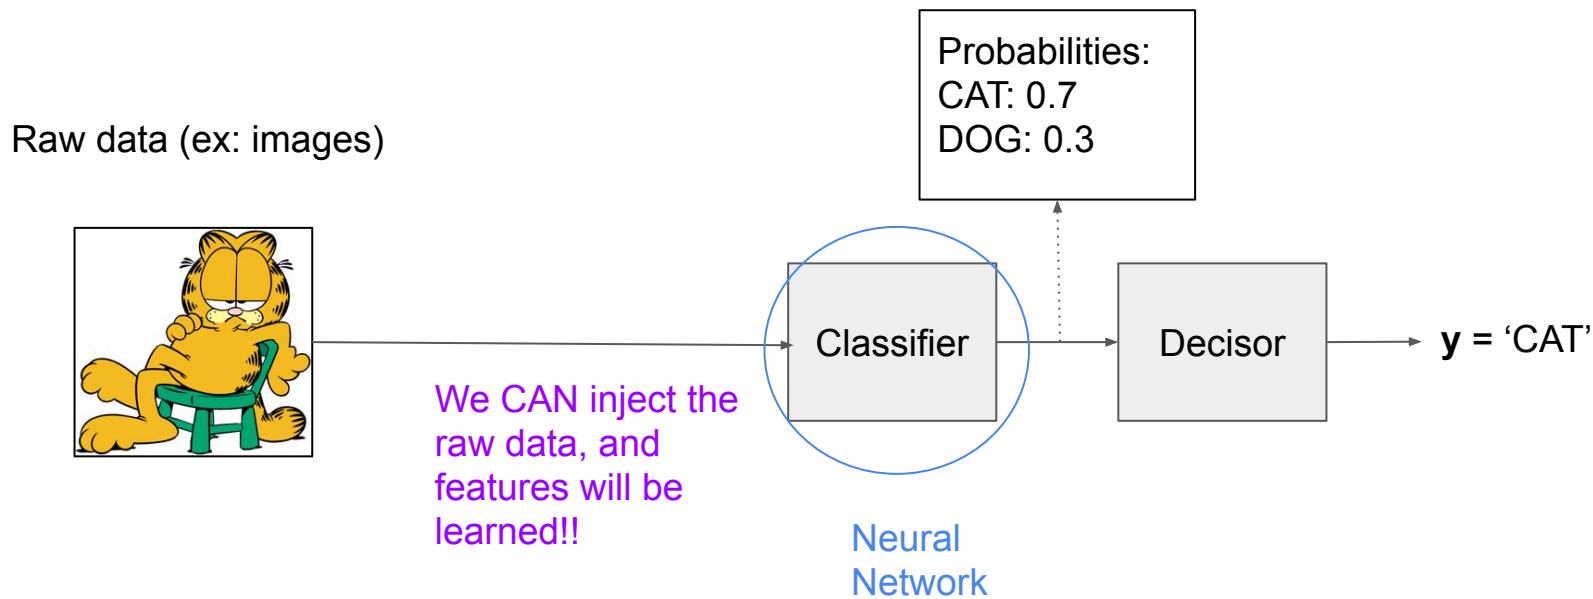 Raw data (ex: images)
Probabilities:
CAT: 0.7
DOG: 0.3
We CAN inject the
raw data, and
features will be
learned!!
Classifier
Neural
Network
Decisor
y = ‘CAT’